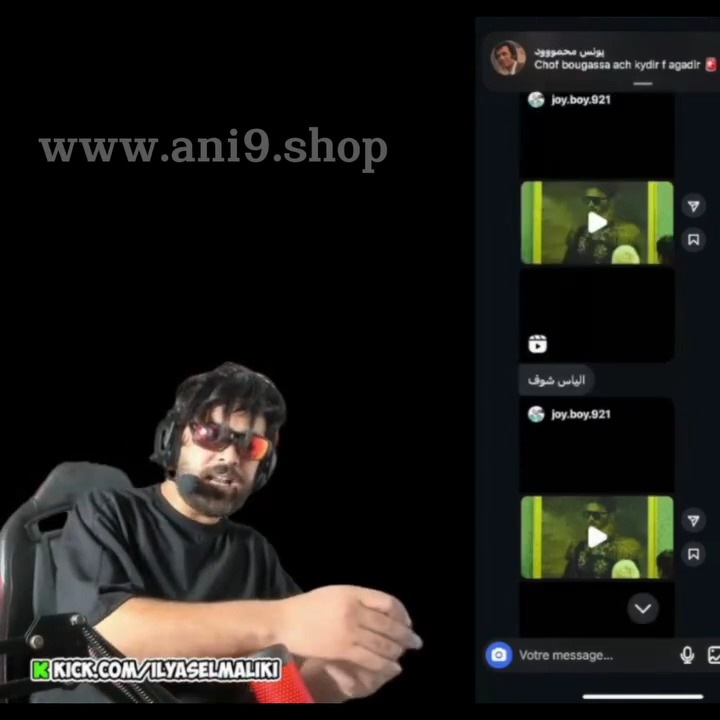 يونس محمووود
Chof bougassa ach kydir f agadir 🚨
joy.boy.921
www.ani9.shop
الياس شوف
joy.boy.921
Votre message...
KICK.COM/ILYASELMALIKI